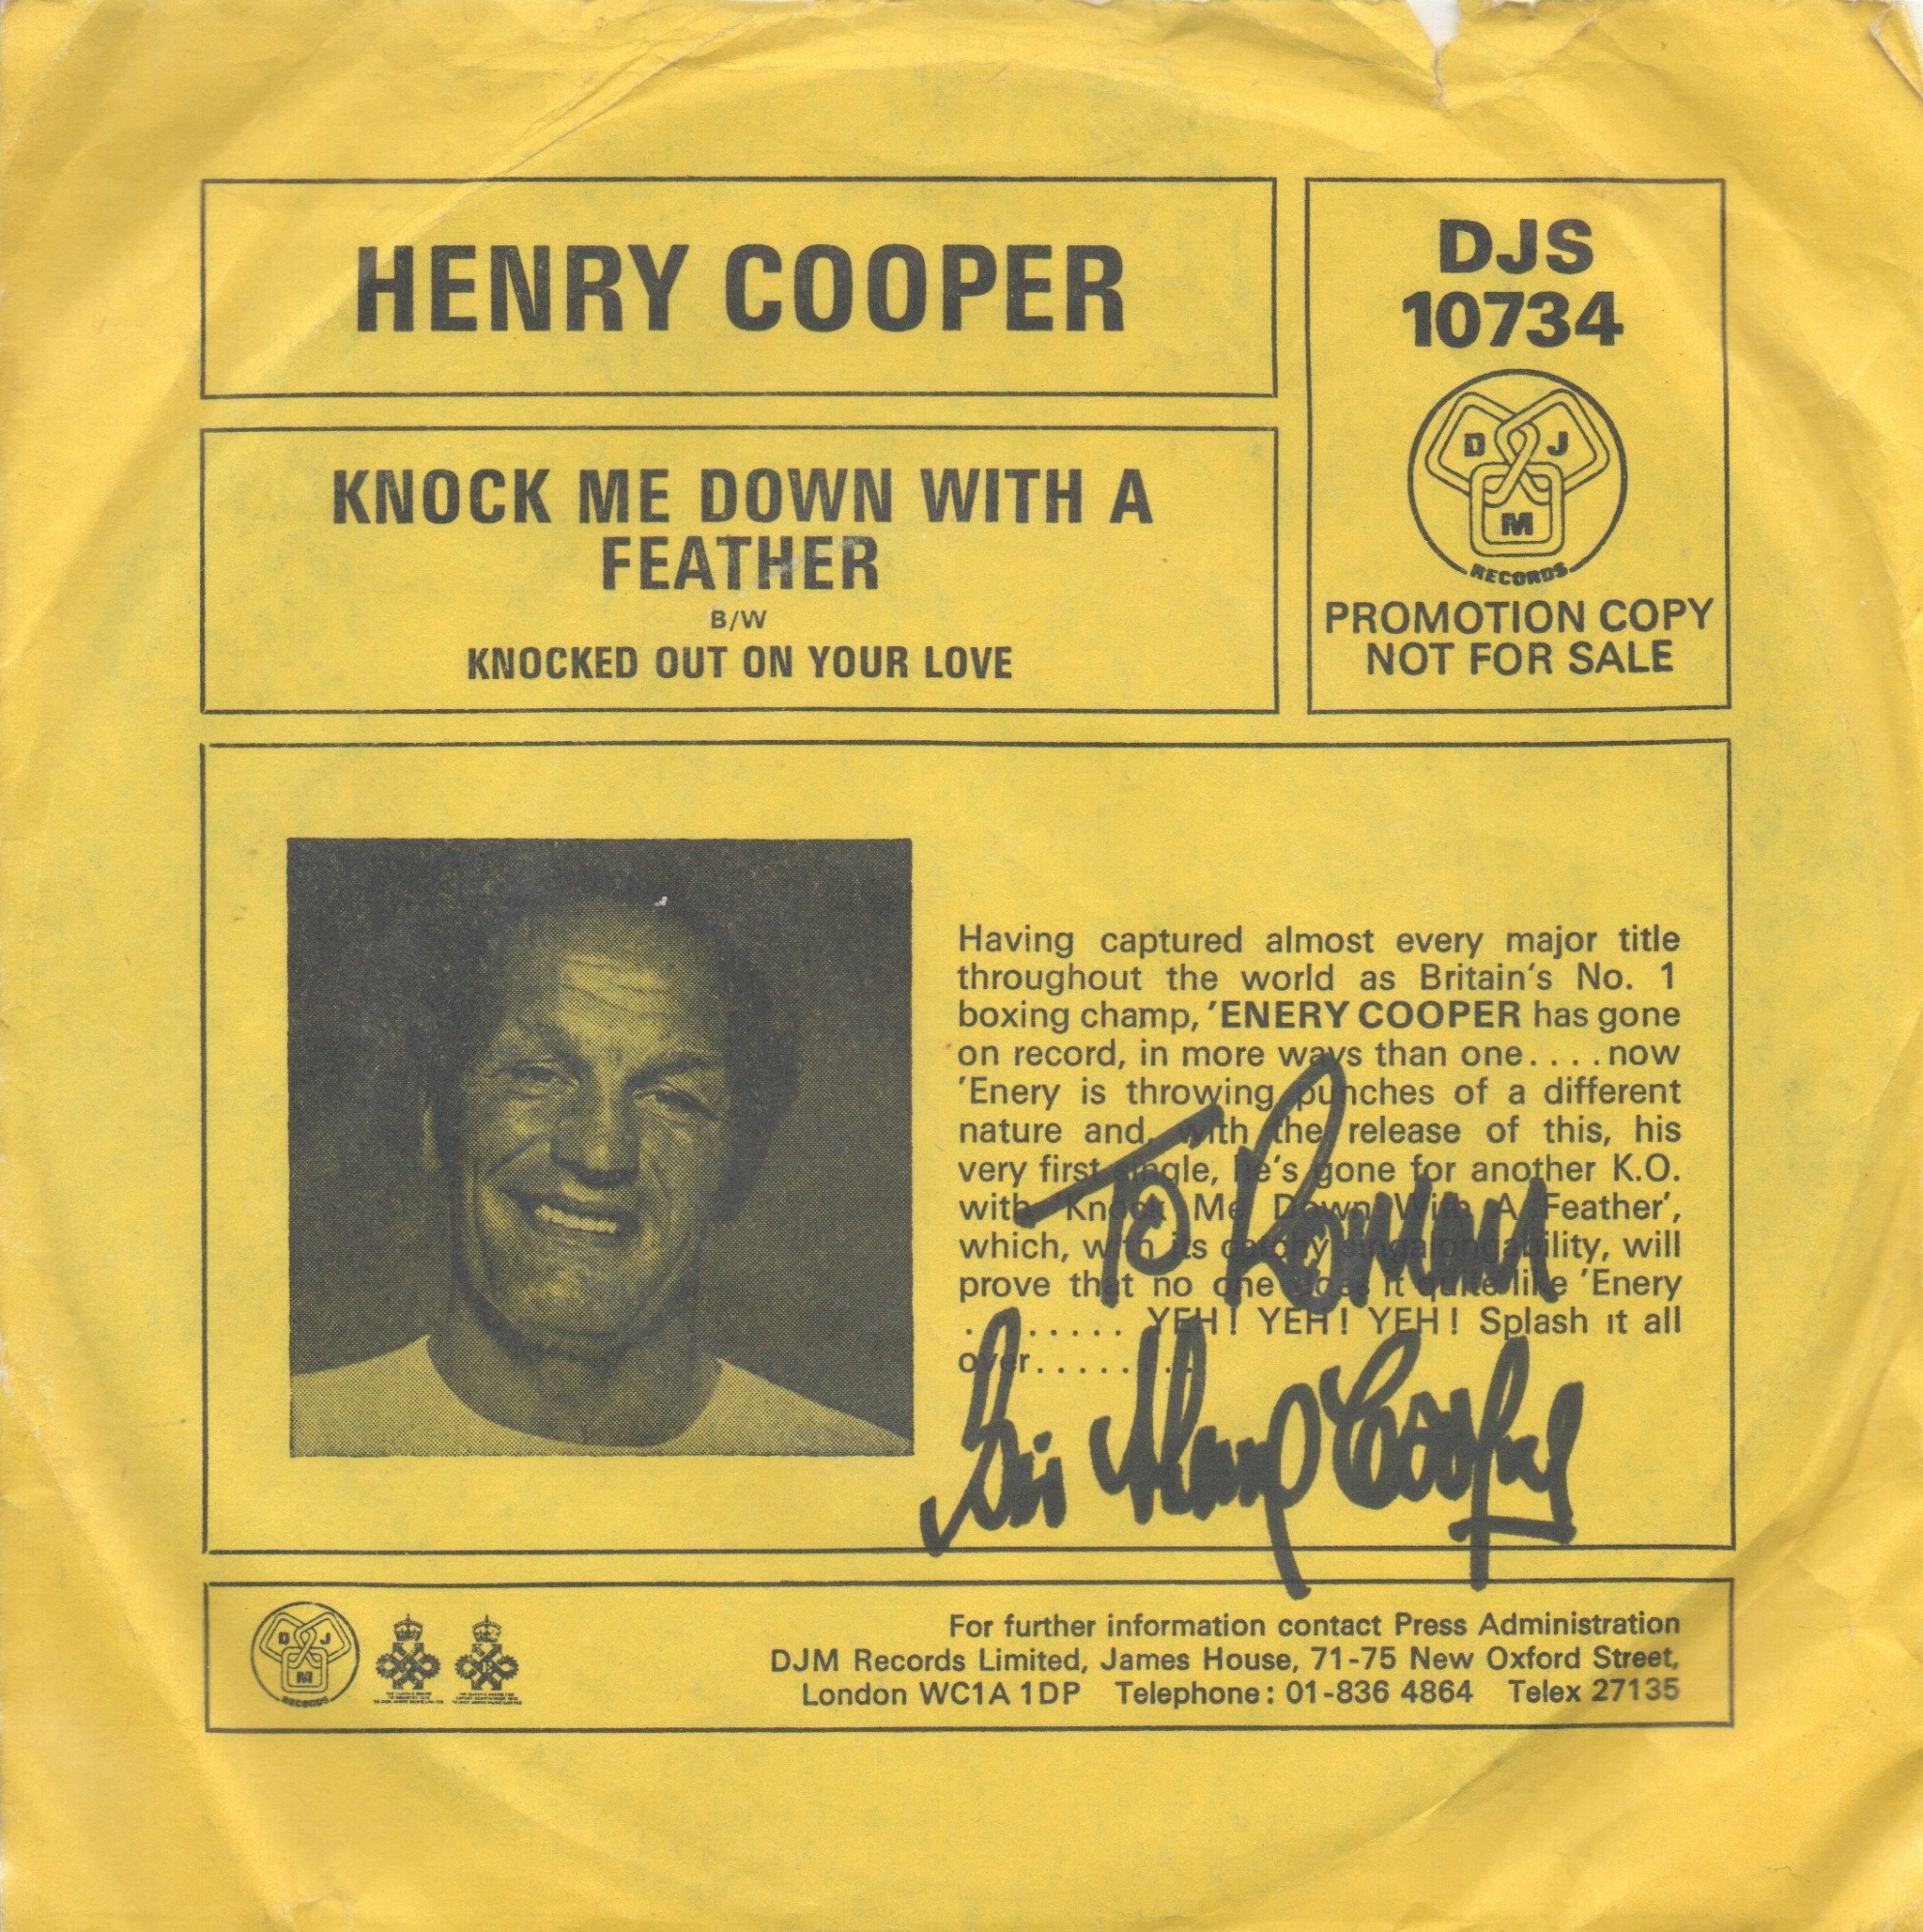 HENRY COOPER
DJS
10734
D J
M
RECORDS
PROMOTION COPY
NOT FOR SALE
KNOCK ME DOWN WITH A
FEATHER
B/W
KNOCKED OUT ON YOUR LOVE
Having captured almost every major title
throughout the world as Britain's No. 1
boxing champ, 'ENERY COOPER has gone
on record, in more ways than one....now
'Enery is throwing punches of a different
nature and, with the release of this, his
very first single, he's gone for another K.O.
with 'Knock Me Down With A Feather',
which, with its catchy singalongability, will
prove that no one does it quite like 'Enery
........ YEH! YEH! YEH! Splash it all
over........
To
Sir Henry Cooper
D J
M
RECORDS
For further information contact Press Administration
DJM Records Limited, James House, 71-75 New Oxford Street,
London WC1A 1DP Telephone: 01-836 4864 Telex 27135